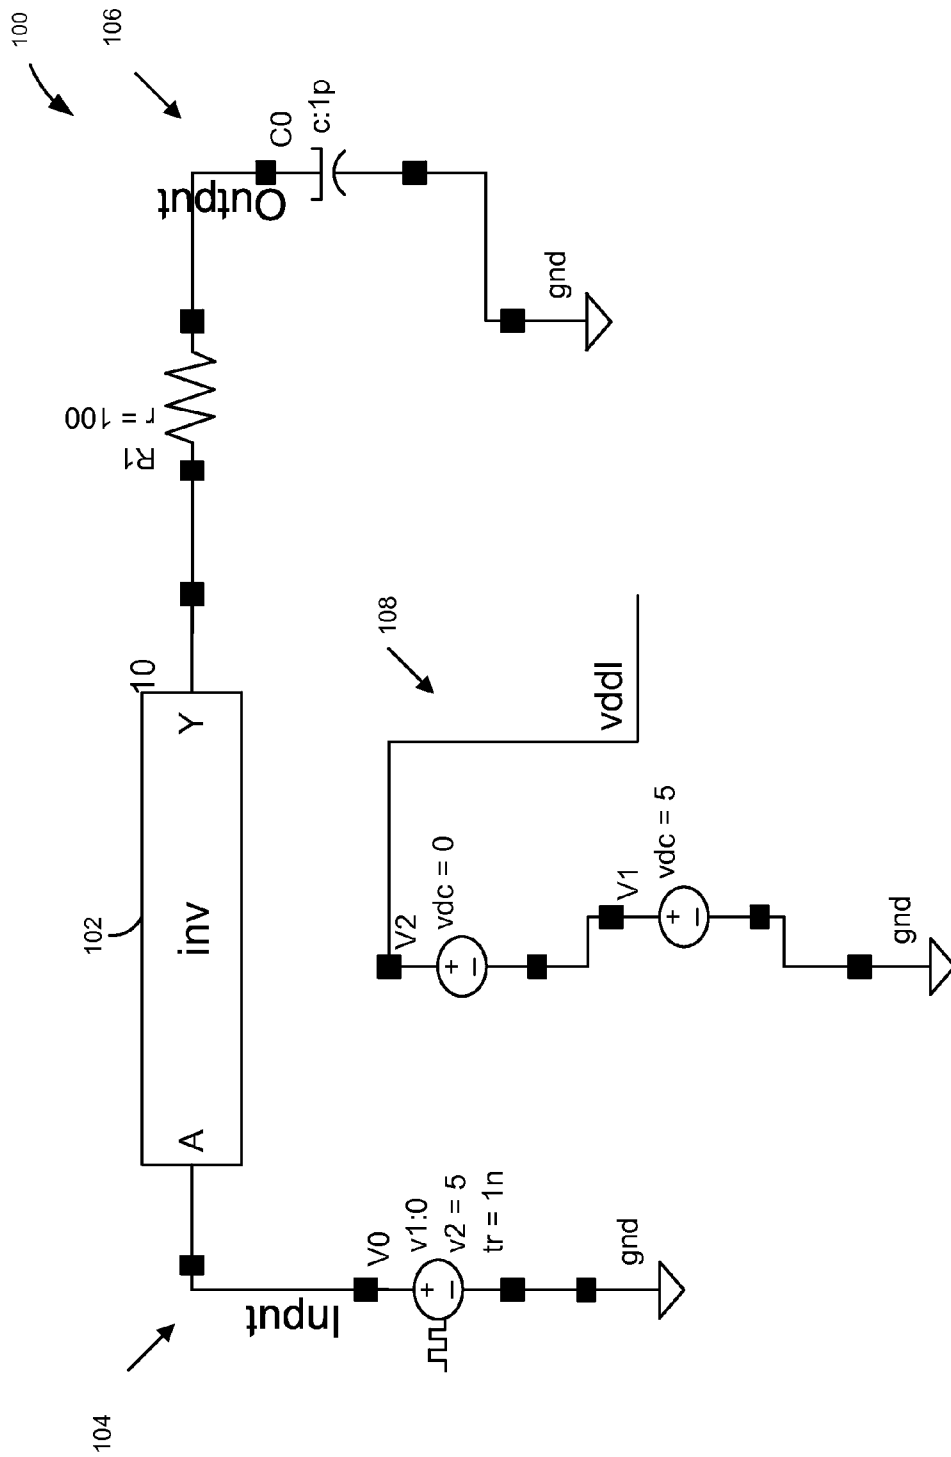 100
106
C0
c:1p
Output
gnd
r = 100
R1
10
Y
inv
A
102
108
vddl
V2
vdc = 0
V1
vdc = 5
gnd
104
Input
V0
v1:0
v2 = 5
tr = 1n
gnd
+
−
+
−
+
−